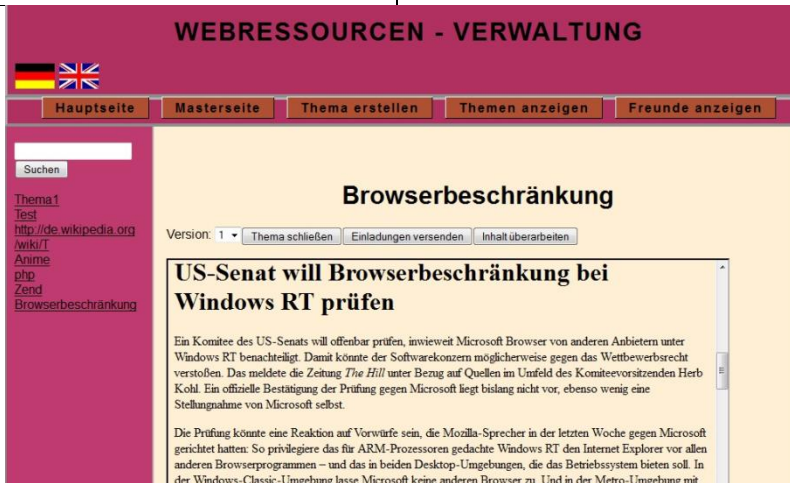 WEBRESSOURCEN - VERWALTUNG
Hauptseite
Masterseite
Thema erstellen
Themen anzeigen
Freunde anzeigen
Suchen
Thema1
Test
http://de.wikipedia.org
/wiki/T
Anime
php
Zend
Browserbeschränkung
Browserbeschränkung
Version: 1 Thema schließen Einladungen versenden Inhalt überarbeiten
US-Senat will Browserbeschränkung bei
Windows RT prüfen
Ein Komitee des US-Senats will offenbar prüfen, inwieweit Microsoft Browser von anderen Anbietern unter
Windows RT benachteiligt. Damit könnte der Softwarekonzern möglicherweise gegen das Wettbewerbsrecht
verstoßen. Das meldete die Zeitung The Hill unter Bezug auf Quellen im Umfeld des Komiteevorsitzenden Herb
Kohl. Ein offizielle Bestätigung der Prüfung gegen Microsoft liegt bislang nicht vor, ebenso wenig eine
Stellungnahme von Microsoft selbst.
Die Prüfung könnte eine Reaktion auf Vorwürfe sein, die Mozilla-Sprecher in der letzten Woche gegen Microsoft
gerichtet hatten: So privilegiere das für ARM-Prozessoren gedachte Windows RT den Internet Explorer vor allen
anderen Browserprogrammen – und das in beiden Desktop-Umgebungen, die das Betriebssystem bieten soll. In
der Windows-Classic-Umgebung lasse Microsoft keine anderen Browser zu. Und in der Metro-Umgebung mit